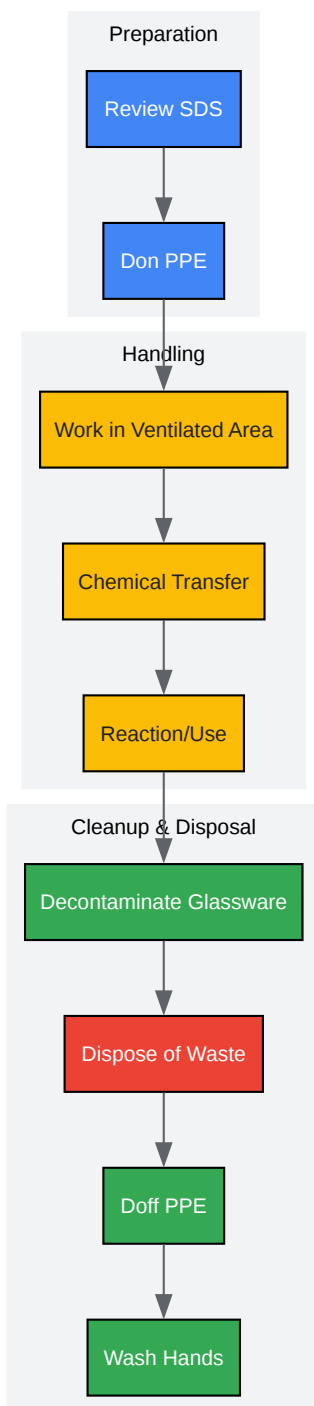 Preparation
Review SDS
Don PPE
Handling
Work in Ventilated Area
Chemical Transfer
Reaction/Use
Cleanup & Disposal
Decontaminate Glassware
Dispose of Waste
Doff PPE
Wash Hands